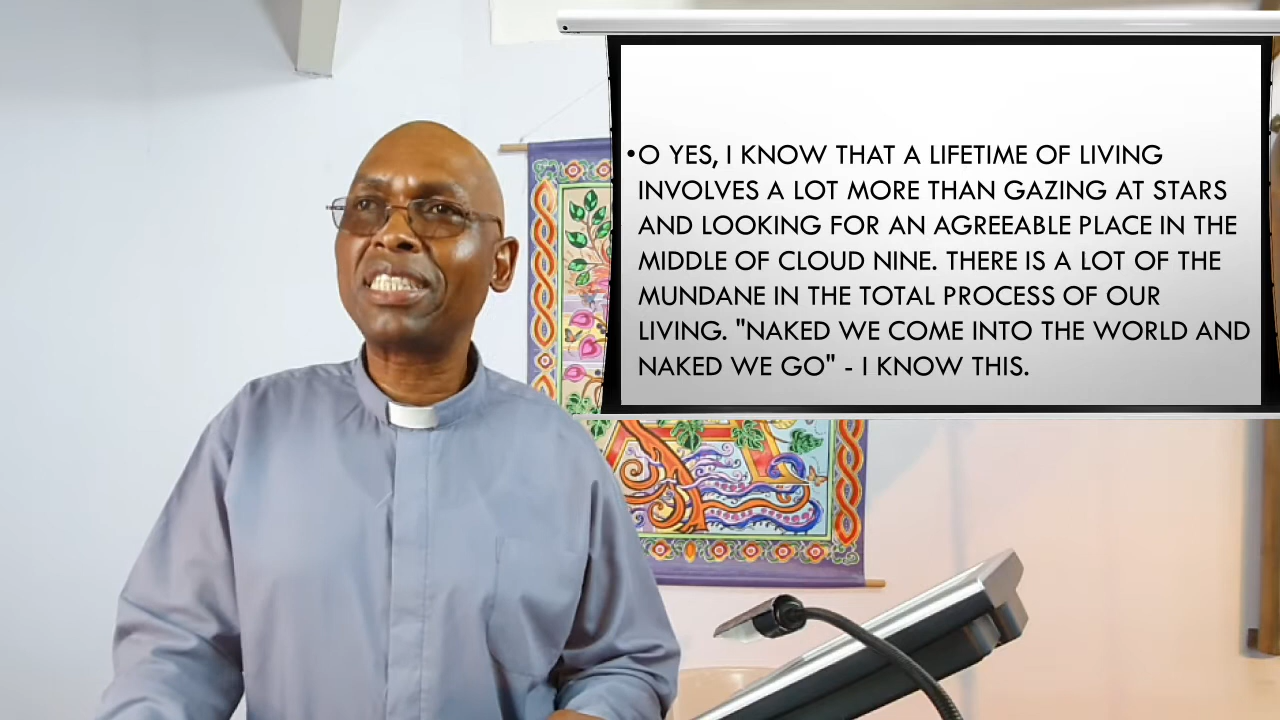 •O YES, I KNOW THAT A LIFETIME OF LIVING
INVOLVES A LOT MORE THAN GAZING AT STARS
AND LOOKING FOR AN AGREEABLE PLACE IN THE
MIDDLE OF CLOUD NINE. THERE IS A LOT OF THE
MUNDANE IN THE TOTAL PROCESS OF OUR
LIVING. "NAKED WE COME INTO THE WORLD AND
NAKED WE GO" - I KNOW THIS.